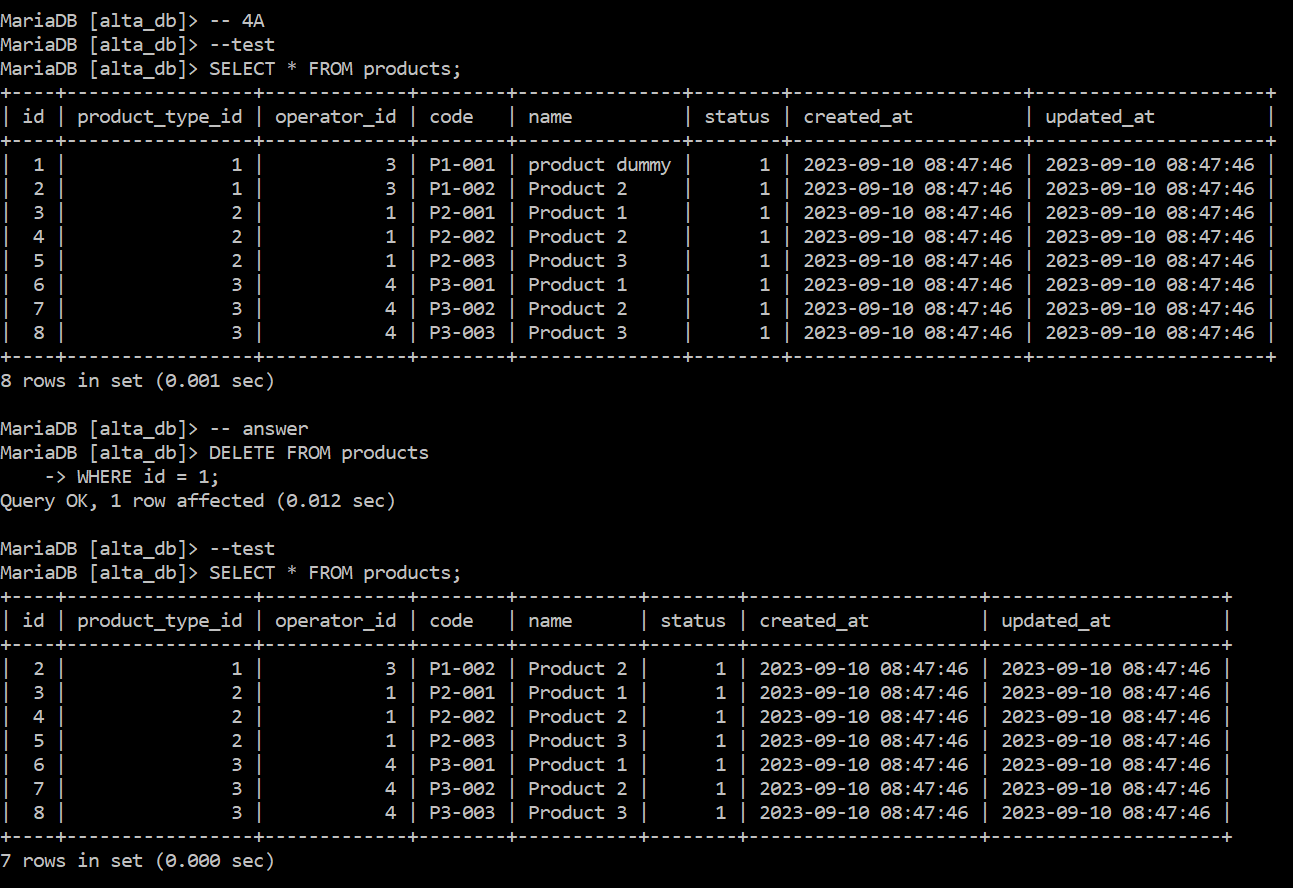 MariaDB [alta_db]> -- 4A
MariaDB [alta_db]> --test
MariaDB [alta_db]> SELECT * FROM products;
+----+-----------------+-------------+--------+---------------+--------+---------------------+---------------------+
| id | product_type_id | operator_id | code   | name          | status | created_at          | updated_at          |
+----+-----------------+-------------+--------+---------------+--------+---------------------+---------------------+
|  1 |               1 |           3 | P1-001 | product dummy |      1 | 2023-09-10 08:47:46 | 2023-09-10 08:47:46 |
|  2 |               1 |           3 | P1-002 | Product 2     |      1 | 2023-09-10 08:47:46 | 2023-09-10 08:47:46 |
|  3 |               2 |           1 | P2-001 | Product 1     |      1 | 2023-09-10 08:47:46 | 2023-09-10 08:47:46 |
|  4 |               2 |           1 | P2-002 | Product 2     |      1 | 2023-09-10 08:47:46 | 2023-09-10 08:47:46 |
|  5 |               2 |           1 | P2-003 | Product 3     |      1 | 2023-09-10 08:47:46 | 2023-09-10 08:47:46 |
|  6 |               3 |           4 | P3-001 | Product 1     |      1 | 2023-09-10 08:47:46 | 2023-09-10 08:47:46 |
|  7 |               3 |           4 | P3-002 | Product 2     |      1 | 2023-09-10 08:47:46 | 2023-09-10 08:47:46 |
|  8 |               3 |           4 | P3-003 | Product 3     |      1 | 2023-09-10 08:47:46 | 2023-09-10 08:47:46 |
+----+-----------------+-------------+--------+---------------+--------+---------------------+---------------------+
8 rows in set (0.001 sec)

MariaDB [alta_db]> -- answer
MariaDB [alta_db]> DELETE FROM products
    -> WHERE id = 1;
Query OK, 1 row affected (0.012 sec)

MariaDB [alta_db]> --test
MariaDB [alta_db]> SELECT * FROM products;
+----+-----------------+-------------+--------+-----------+--------+---------------------+---------------------+
| id | product_type_id | operator_id | code   | name      | status | created_at          | updated_at          |
+----+-----------------+-------------+--------+-----------+--------+---------------------+---------------------+
|  2 |               1 |           3 | P1-002 | Product 2 |      1 | 2023-09-10 08:47:46 | 2023-09-10 08:47:46 |
|  3 |               2 |           1 | P2-001 | Product 1 |      1 | 2023-09-10 08:47:46 | 2023-09-10 08:47:46 |
|  4 |               2 |           1 | P2-002 | Product 2 |      1 | 2023-09-10 08:47:46 | 2023-09-10 08:47:46 |
|  5 |               2 |           1 | P2-003 | Product 3 |      1 | 2023-09-10 08:47:46 | 2023-09-10 08:47:46 |
|  6 |               3 |           4 | P3-001 | Product 1 |      1 | 2023-09-10 08:47:46 | 2023-09-10 08:47:46 |
|  7 |               3 |           4 | P3-002 | Product 2 |      1 | 2023-09-10 08:47:46 | 2023-09-10 08:47:46 |
|  8 |               3 |           4 | P3-003 | Product 3 |      1 | 2023-09-10 08:47:46 | 2023-09-10 08:47:46 |
+----+-----------------+-------------+--------+-----------+--------+---------------------+---------------------+
7 rows in set (0.000 sec)